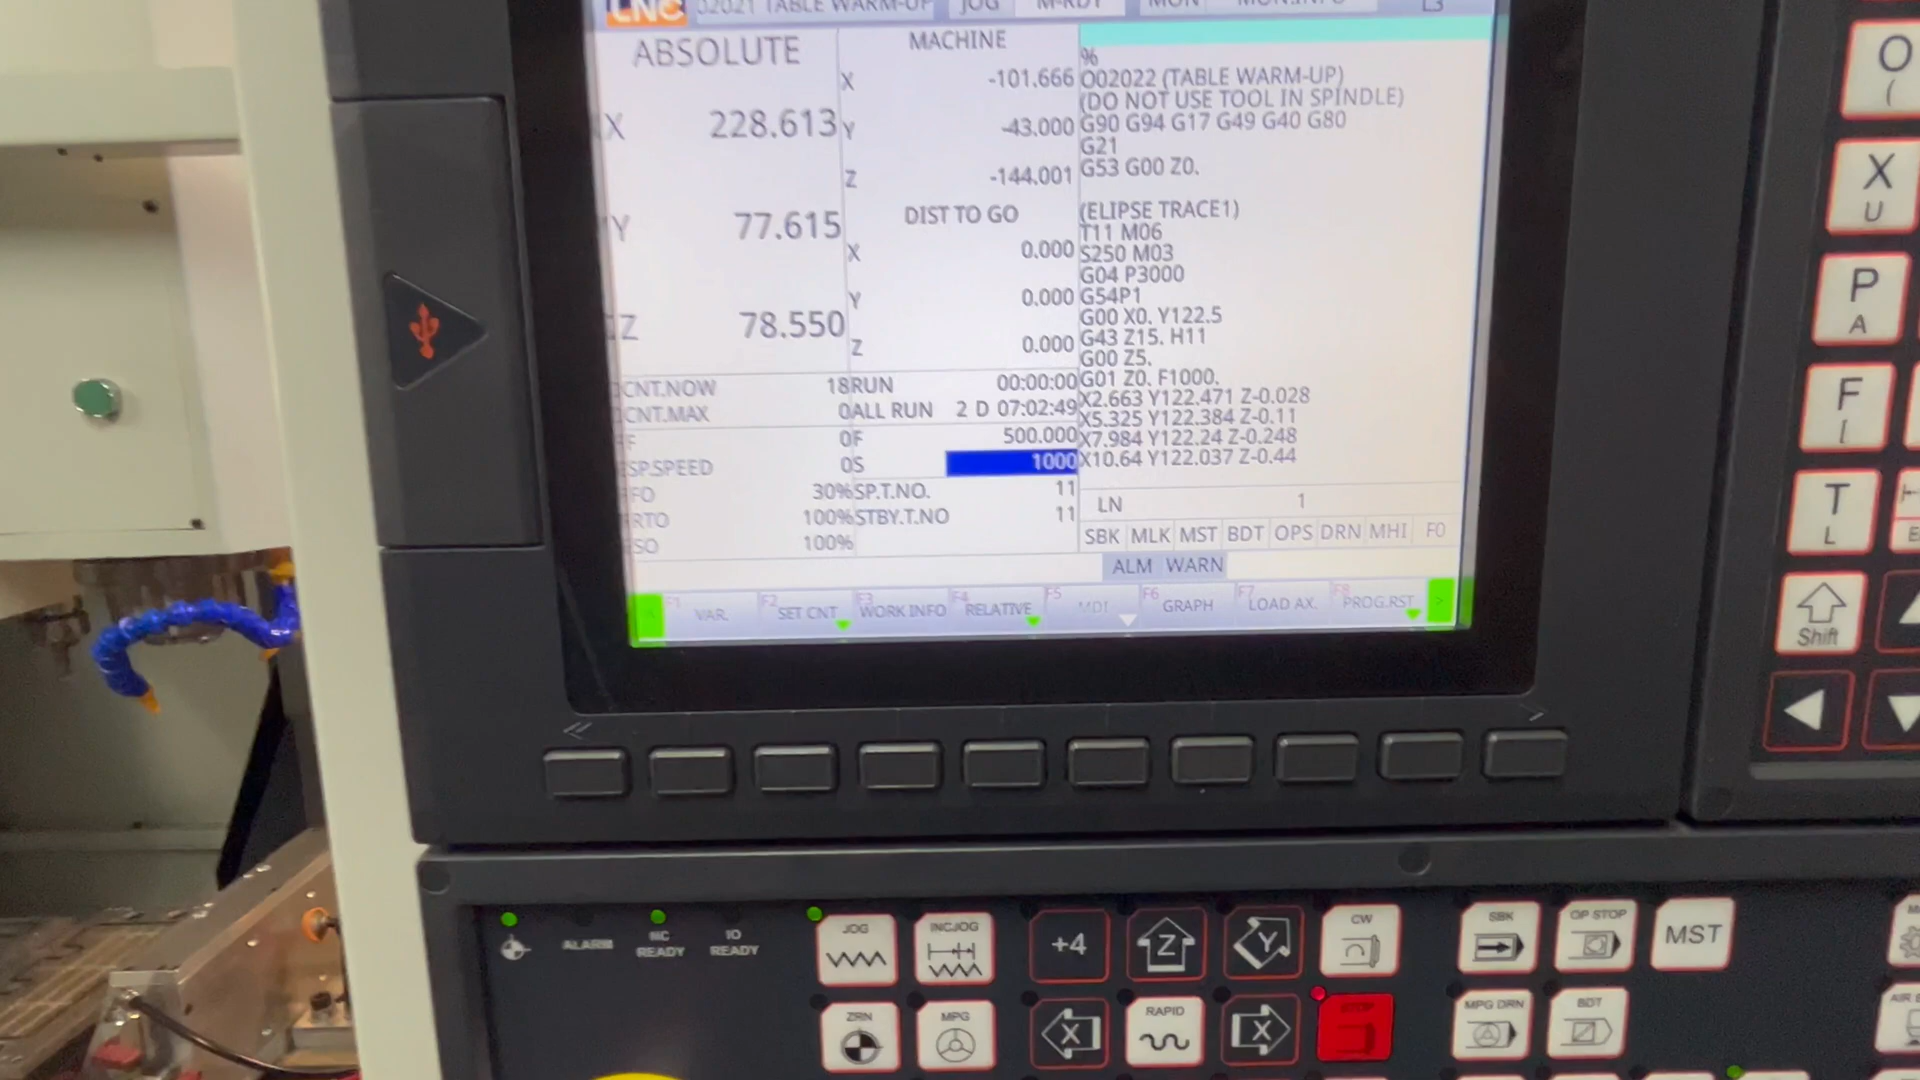 LNC O2021 TABLE WARM-UP JOG M-RDY MON MON.INFO
ABSOLUTE
X 228.613
Y 77.615
Z 78.550
MACHINE
X -101.666
Y -43.000
Z -144.001
DIST TO GO
X 0.000
Y 0.000
Z 0.000
CNT.NOW 18 RUN 00:00:00
CNT.MAX 0 ALL RUN 2 D 07:02:49
F 0 F 500.000
SP.SPEED 0 S 1000
FO 30% SP.T.NO. 11
RTO 100% STBY.T.NO 11
SO 100%
%
O02022 (TABLE WARM-UP)
(DO NOT USE TOOL IN SPINDLE)
G90 G94 G17 G49 G40 G80
G21
G53 G00 Z0.
(ELIPSE TRACE1)
T11 M06
S250 M03
G04 P3000
G54P1
G00 X0. Y122.5
G43 Z15. H11
G00 Z5.
G01 Z0. F1000.
X2.663 Y122.471 Z-0.028
X5.325 Y122.384 Z-0.11
X7.984 Y122.24 Z-0.248
X10.64 Y122.037 Z-0.44
LN 1
SBK MLK MST BDT OPS DRN MHI F0
ALM WARN
F1 VAR. F2 SET CNT F3 WORK INFO F4 RELATIVE F5 MDI F6 GRAPH F7 LOAD AX. F8 PROG.RST >
O (
X U
P A
F [
T L
Shift
ALARM NC READY IO READY
JOG INCJOG +4 Z Y CW SBK OP STOP MST
ZRN MPG X RAPID X STOP MPG DRN BDT